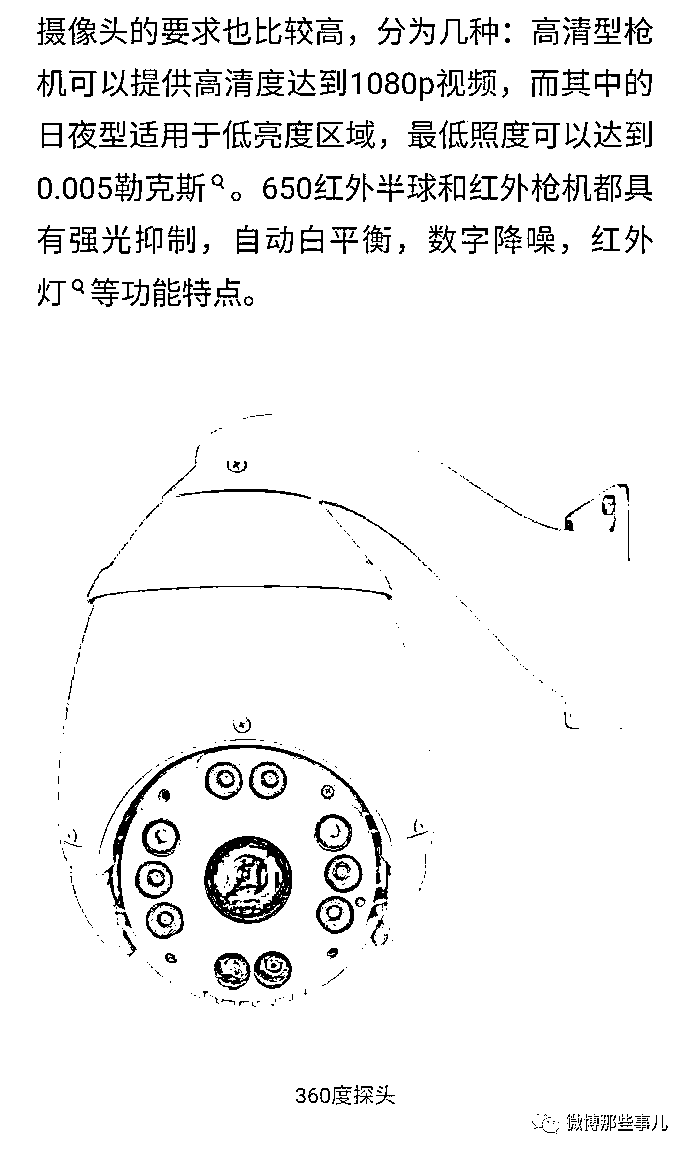 摄像头的要求也比较高，分为几种：高清型枪
机可以提供高清度达到1080p视频，而其中的
日夜型适用于低亮度区域，最低照度可以达到
0.005勒克斯。650红外半球和红外枪机都具
有强光抑制，自动白平衡，数字降噪，红外
灯等功能特点。
360度探头
微博那些事儿